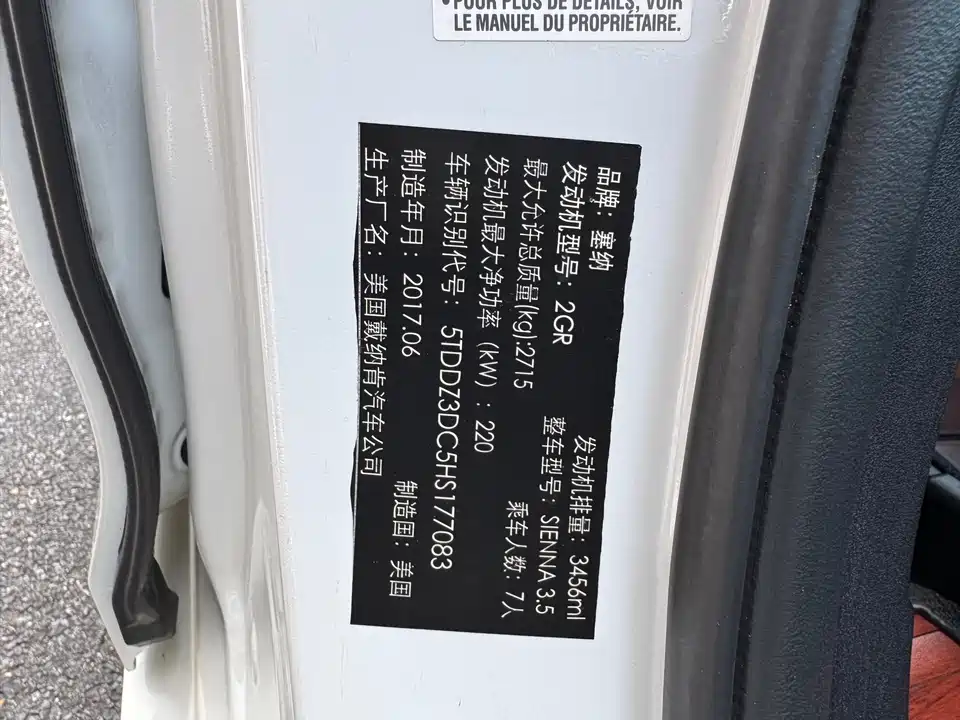 •POUR PLUS DE DÉTAILS, VOIR
LE MANUEL DU PROPRIÉTAIRE.
品牌：塞纳
发动机型号：2GR 发动机排量：3456ml
最大允许总质量(kg):2715 整车型号：SIENNA 3.5
发动机最大净功率（kW）:220 乘车人数：7人
车辆识别代号：5TDDZ3DC5HS177083
制造年月：2017.06 制造国：美国
生产厂名：美国戴纳肯汽车公司